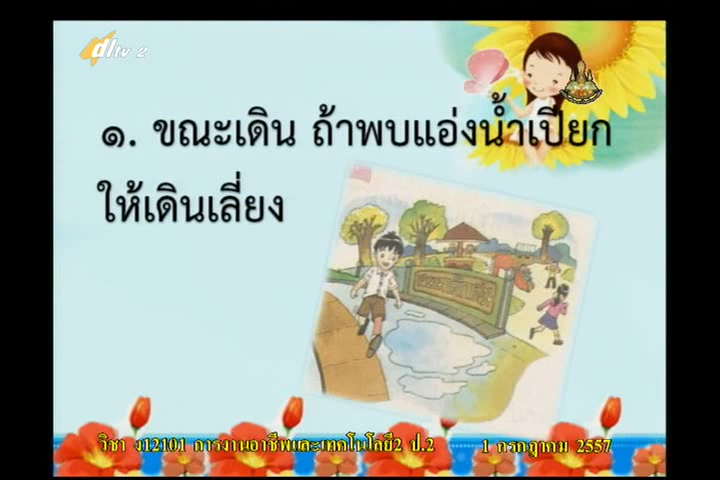 dltv 2
๑. ขณะเดิน ถ้าพบแอ่งน้ำเปียก
ให้เดินเลี่ยง
วิชา ง12101 การงานอาชีพและเทคโนโลยี2 ป.2
1 กรกฎาคม 2557